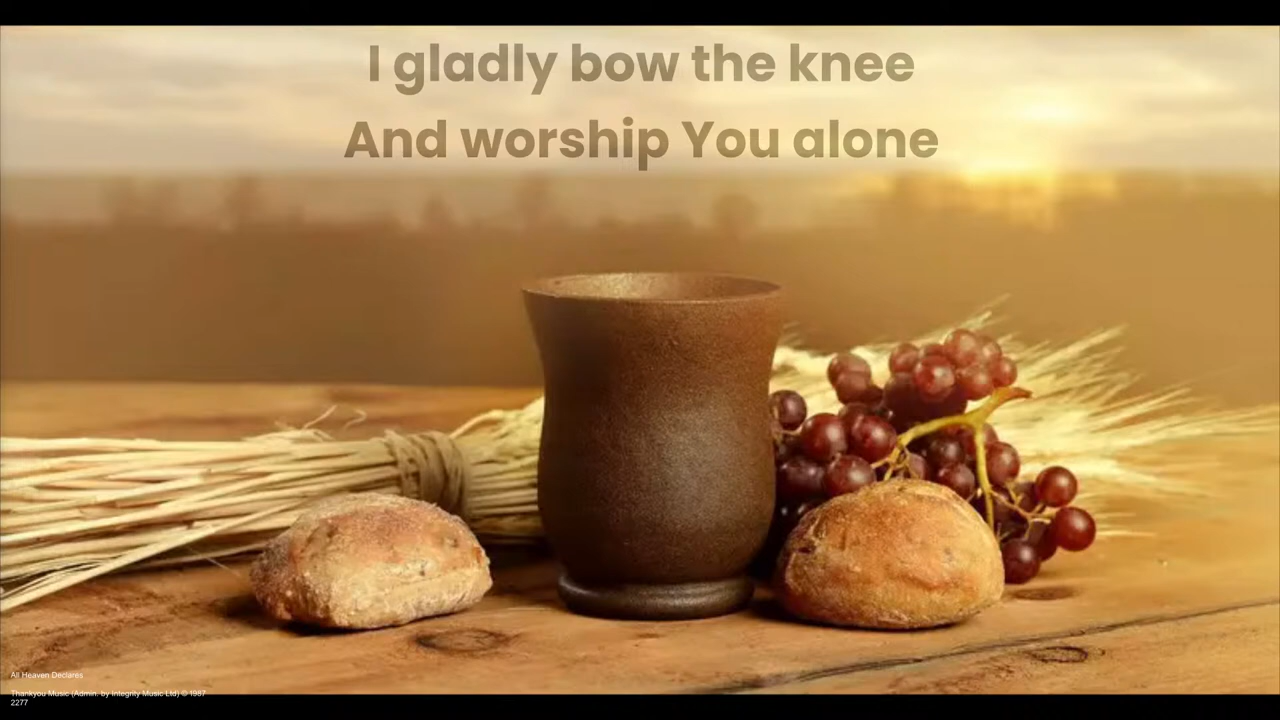 I gladly bow the knee
And worship You alone
All Heaven Declares
Thankyou Music (Admin. by Integrity Music Ltd) © 1987
2277